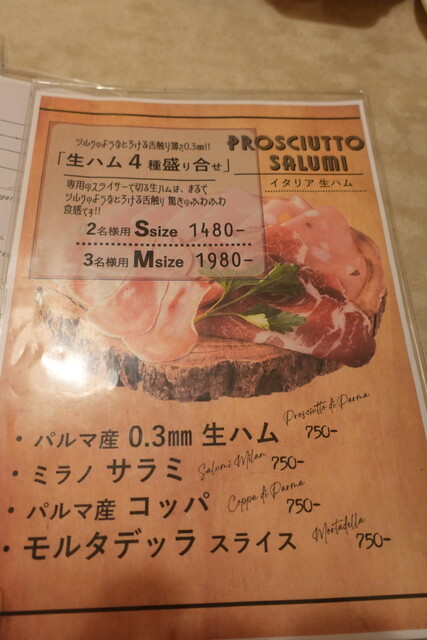 シルクのようなとろける舌触り薄さ0.3mm!!
「生ハム4種盛り合せ」
専用のスライサーで切る生ハムは、まるで
シルクのようなとろける舌触り 驚きのふわふわ
食感です!!
2名様用 Ssize 1480-
3名様用 Msize 1980-
PROSCIUTTO
SALUMI
イタリア 生ハム
・パルマ産 0.3mm 生ハム Prosciutto di Parma 750-
・ミラノ サラミ Salumi Milan 750-
・パルマ産 コッパ Coppa di Parma 750-
・モルタデッラ スライス Mortadella 750-